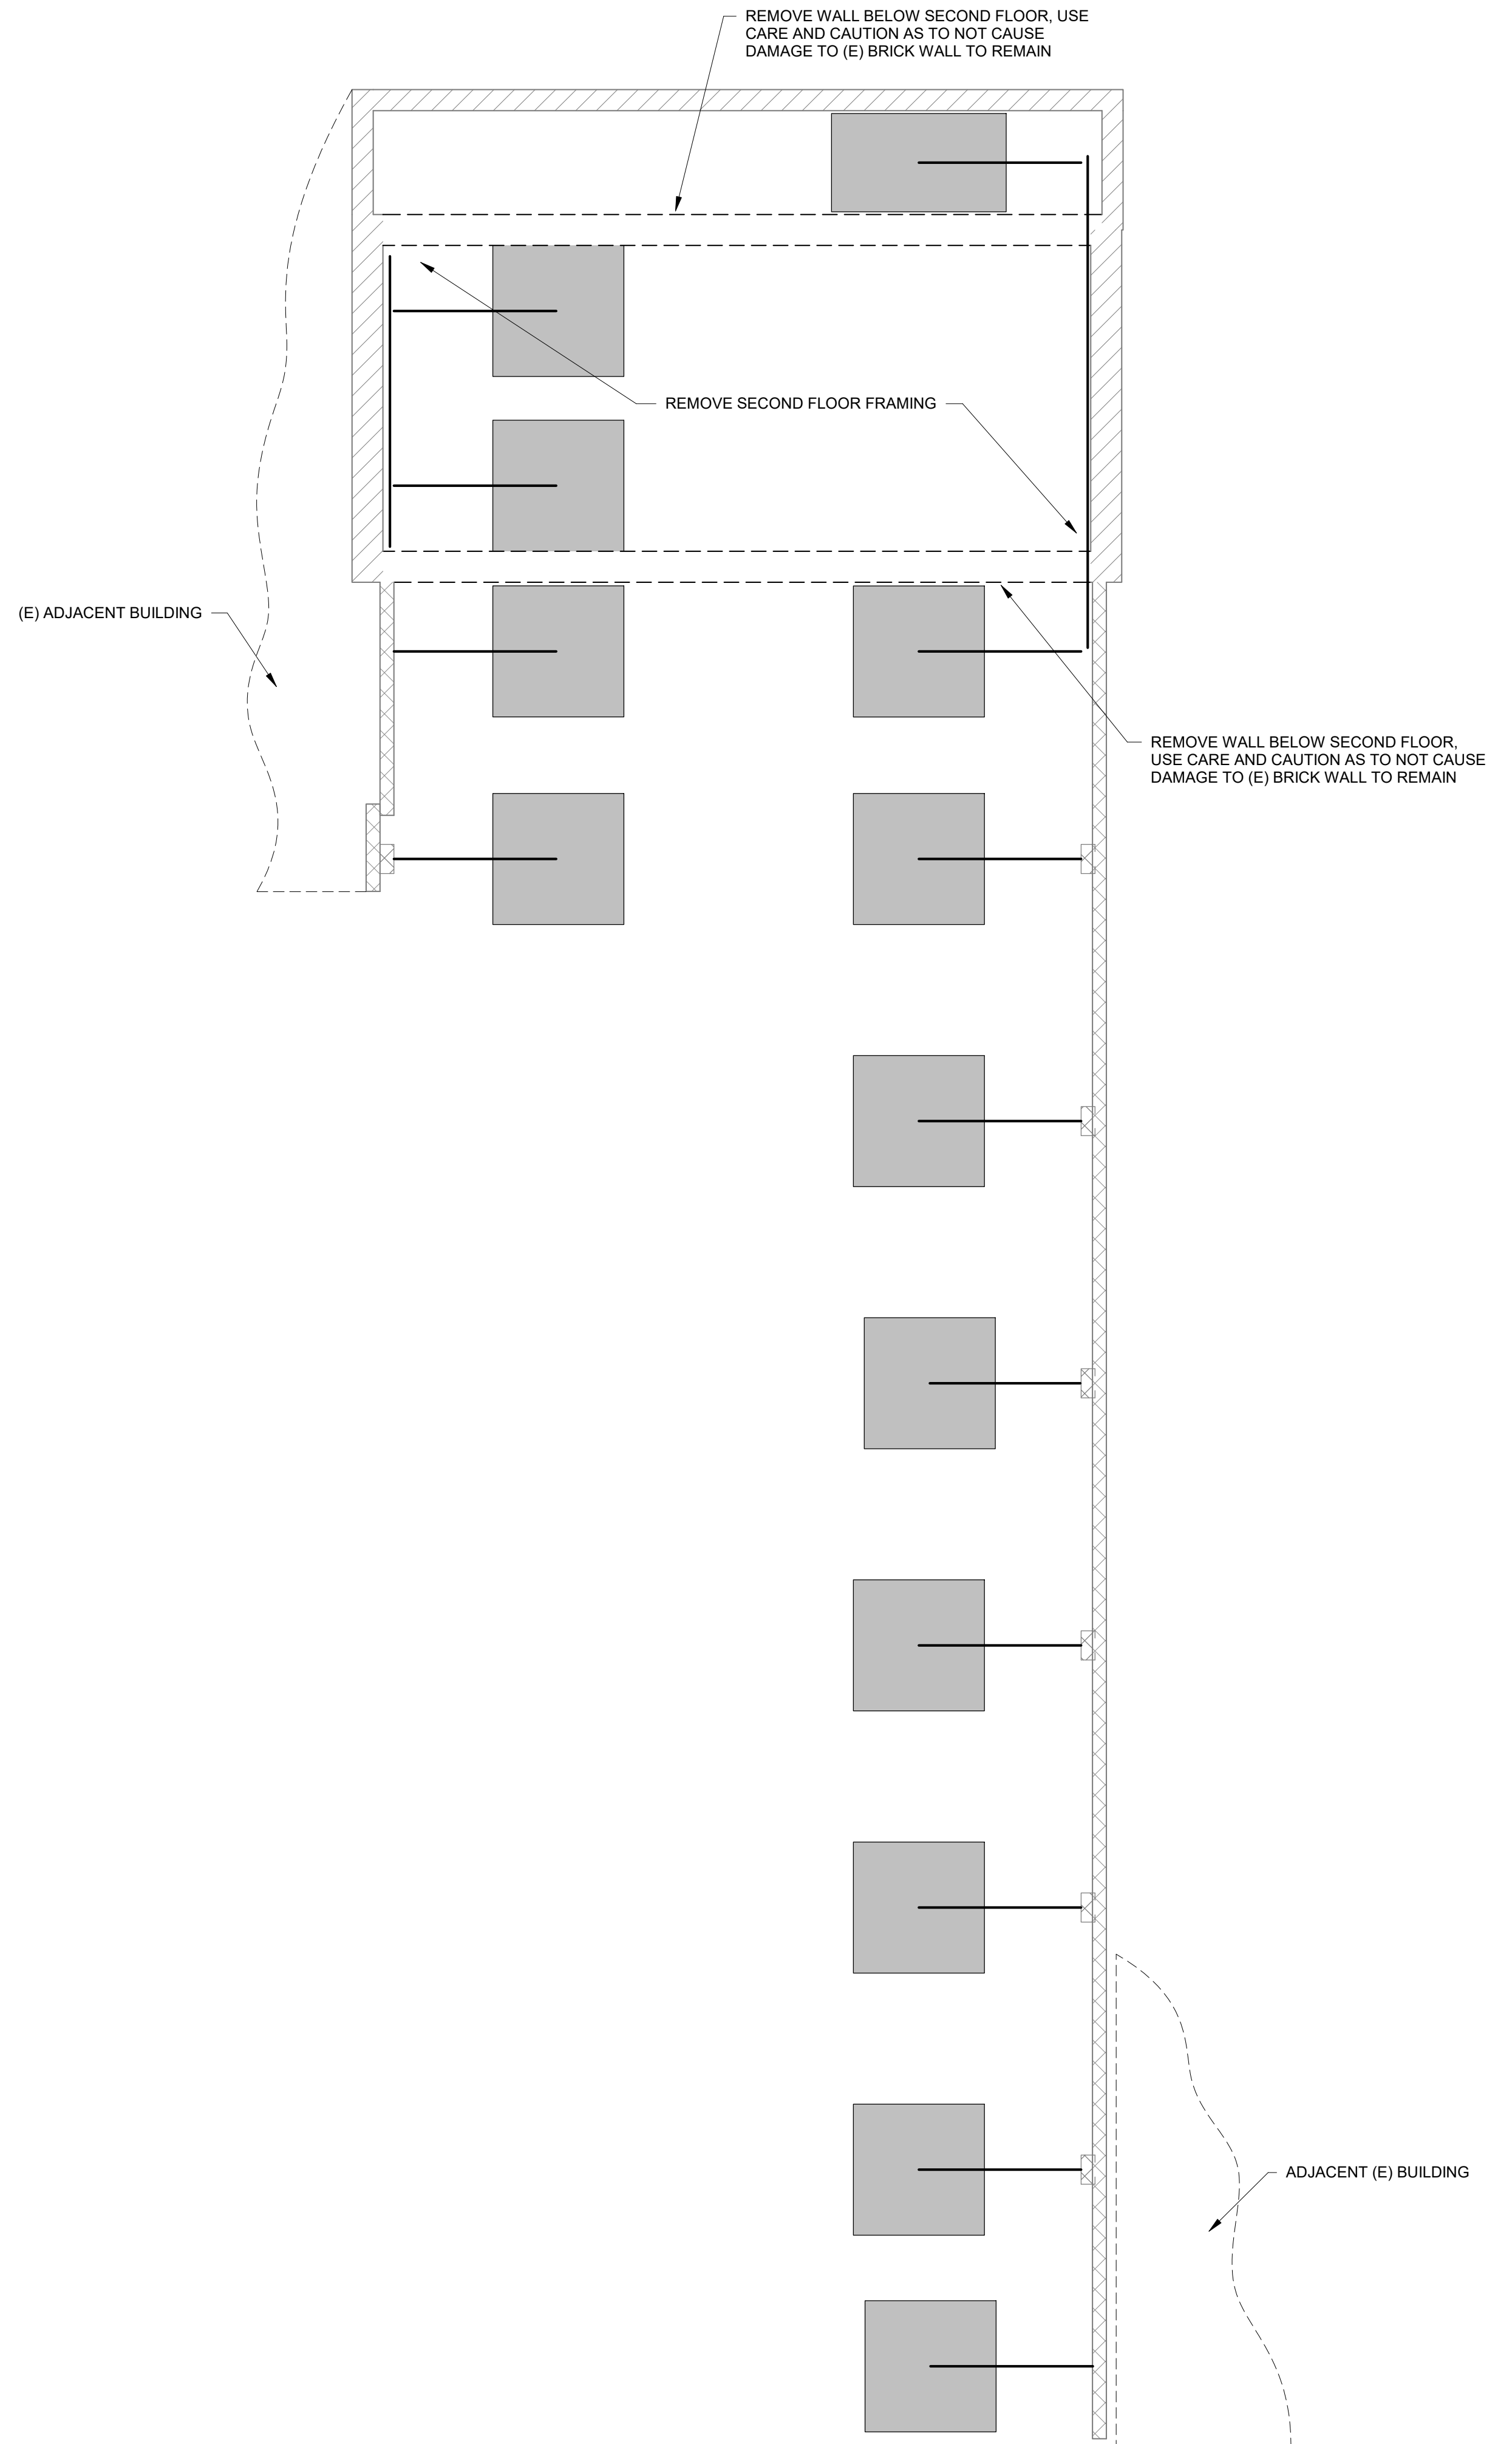 REMOVE WALL BELOW SECOND FLOOR, USE
CARE AND CAUTION AS TO NOT CAUSE
DAMAGE TO (E) BRICK WALL TO REMAIN
REMOVE SECOND FLOOR FRAMING
(E) ADJACENT BUILDING
REMOVE WALL BELOW SECOND FLOOR,
USE CARE AND CAUTION AS TO NOT CAUSE
DAMAGE TO (E) BRICK WALL TO REMAIN
ADJACENT (E) BUILDING